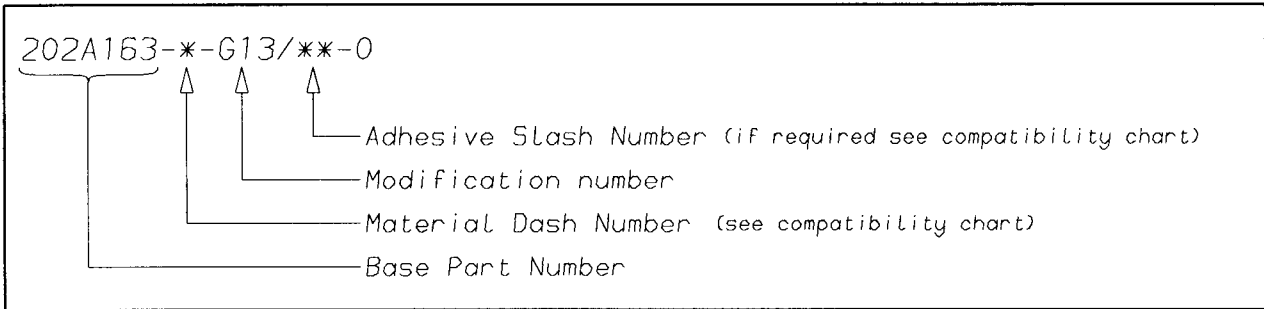 202A163-*-G13/**-0
Adhesive Slash Number (if required see compatibility chart)
Modification number
Material Dash Number (see compatibility chart)
Base Part Number